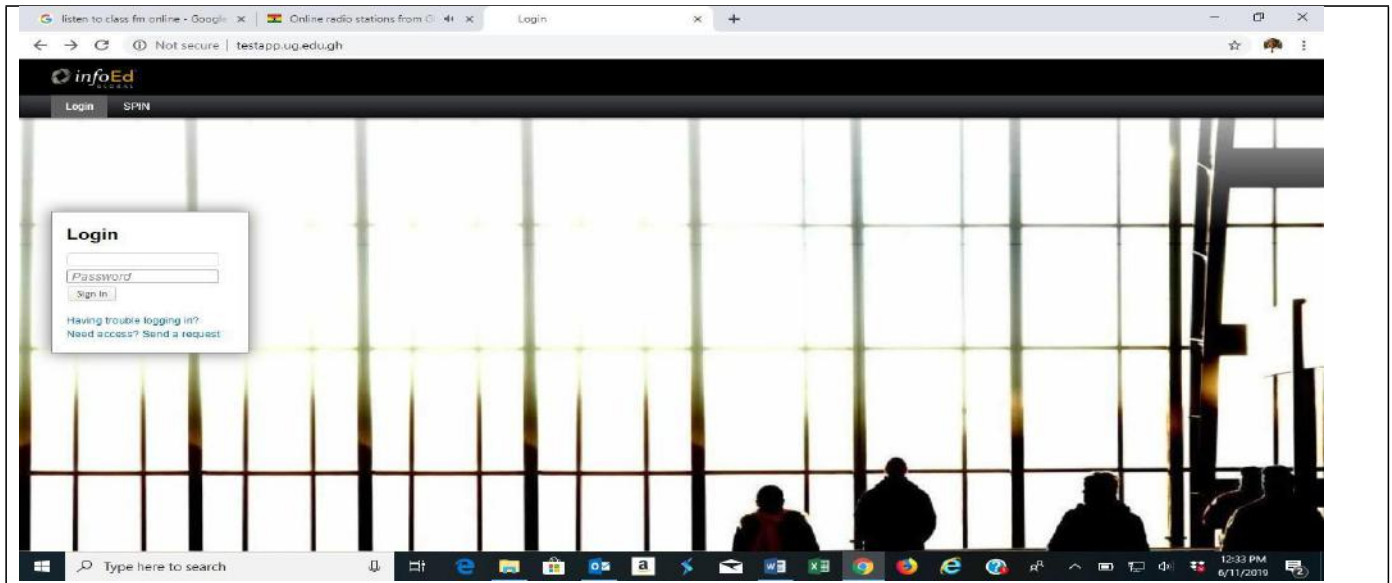 listen to class fm online - Googl
Online radio stations from G
Login
Not secure | testapp.ug.edu.gh
infoEd
GLOBAL
Login SPIN
Login
Password
Sign In
Having trouble logging in?
Need access? Send a request
Type here to search
12:33 PM
6/11/2019